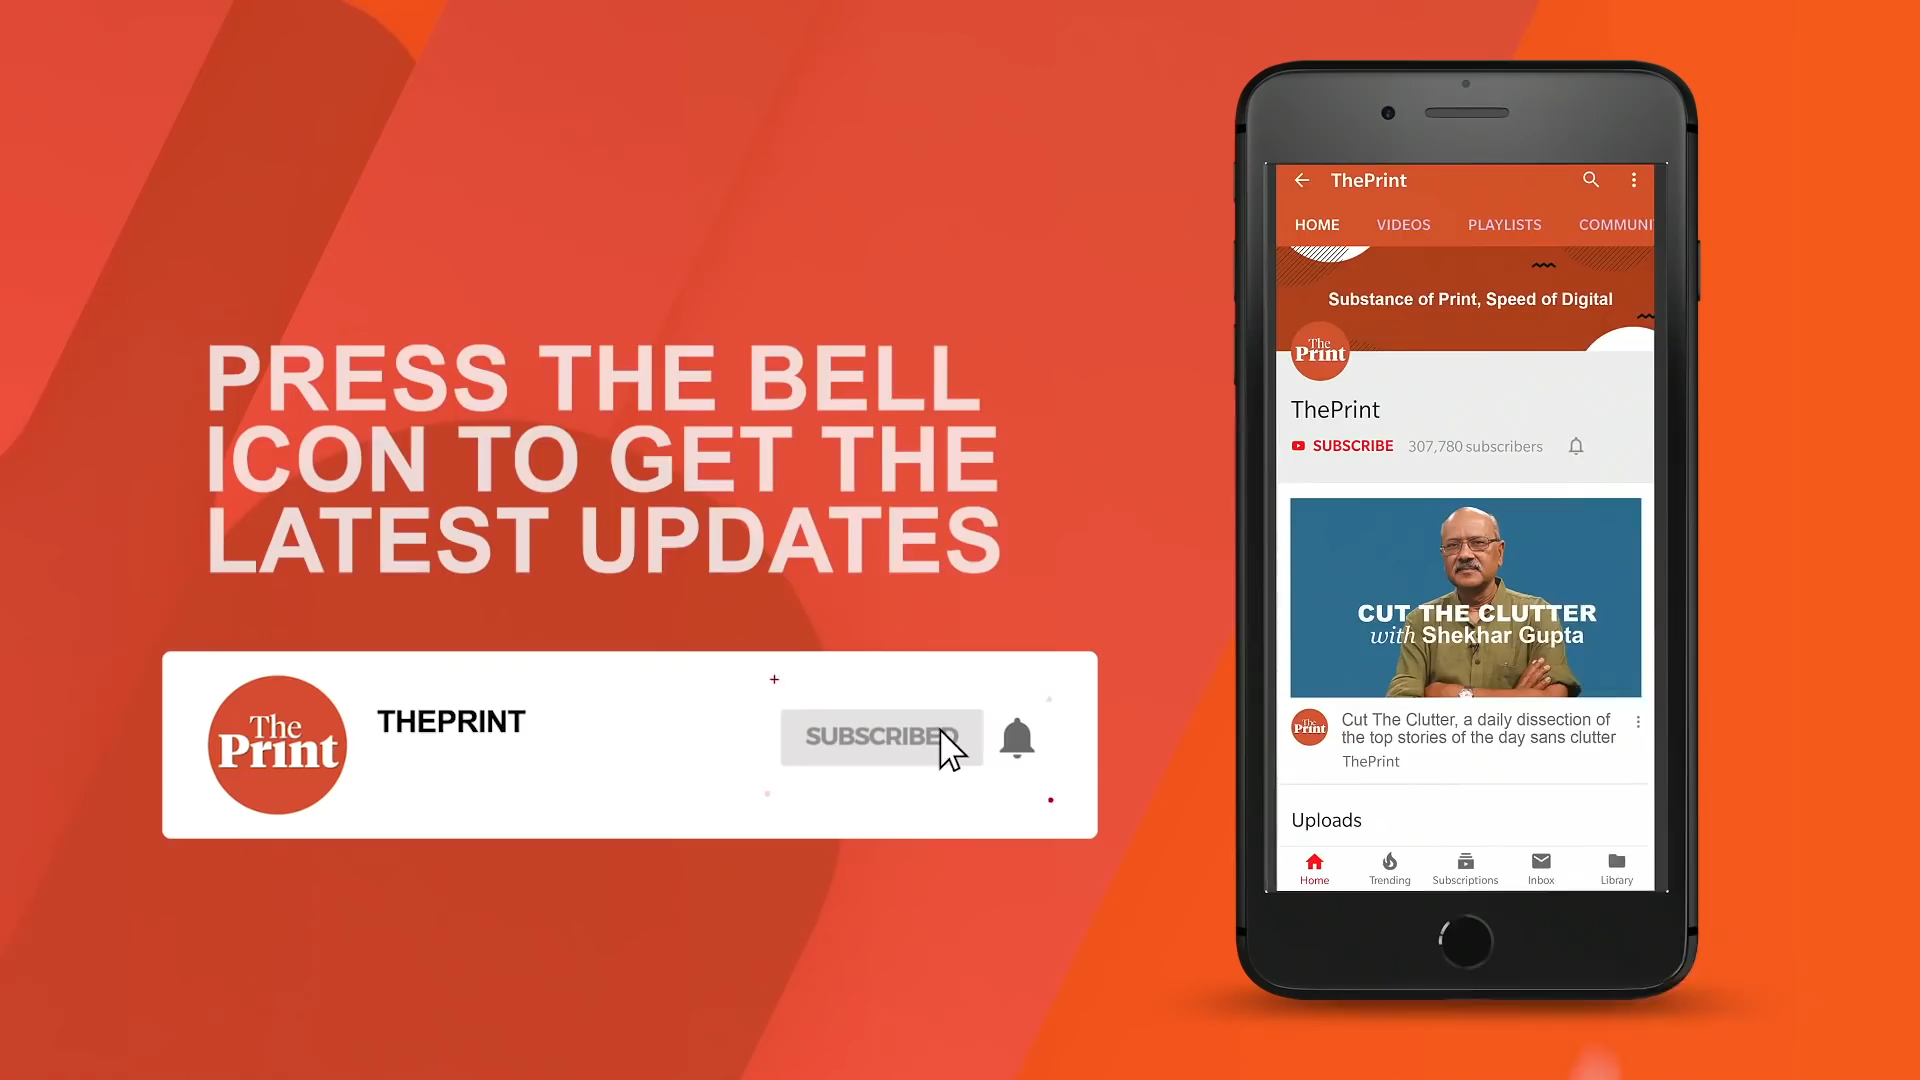 PRESS THE BELL
ICON TO GET THE
LATEST UPDATES
The
Print
THEPRINT
SUBSCRIBED
ThePrint
HOME VIDEOS PLAYLISTS COMMUNI
Substance of Print, Speed of Digital
The
Print
ThePrint
SUBSCRIBE 307,780 subscribers
CUT THE CLUTTER
with Shekhar Gupta
The
Print
Cut The Clutter, a daily dissection of
the top stories of the day sans clutter
ThePrint
Uploads
Home Trending Subscriptions Inbox Library